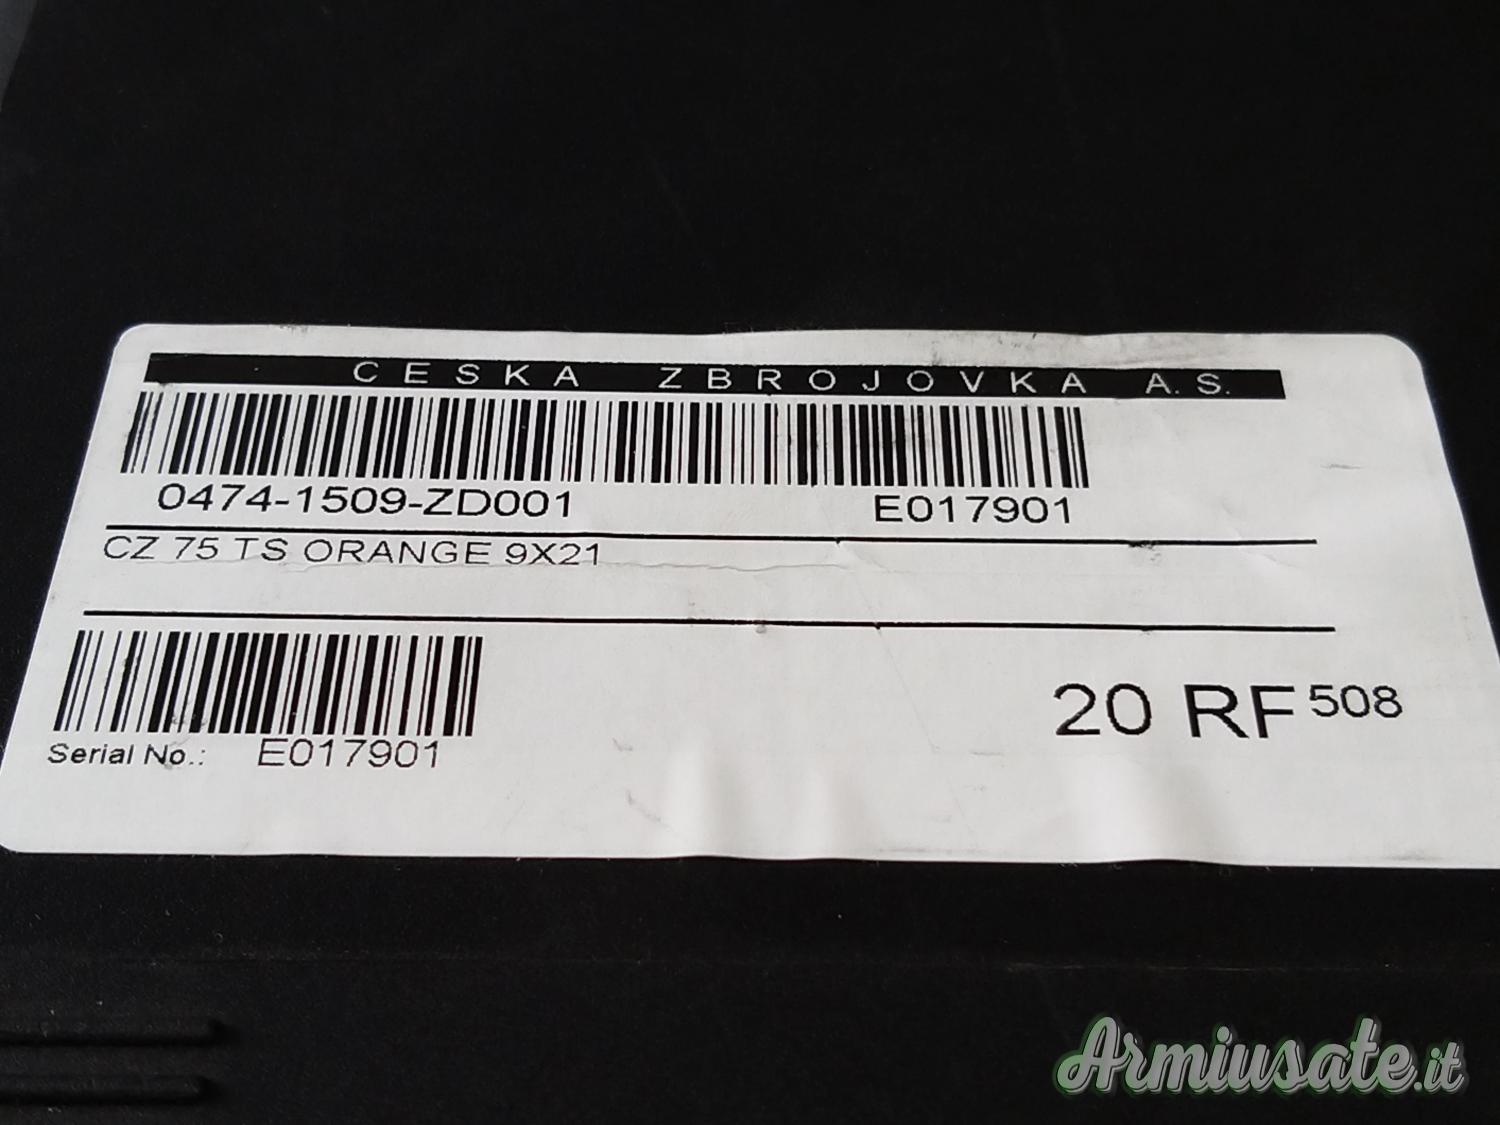 CESKA ZBROJOVKA A.S.
0474-1509-ZD001 E017901
CZ 75 TS ORANGE 9X21
20 RF 508
Serial No.: E017901
Armiusate.it